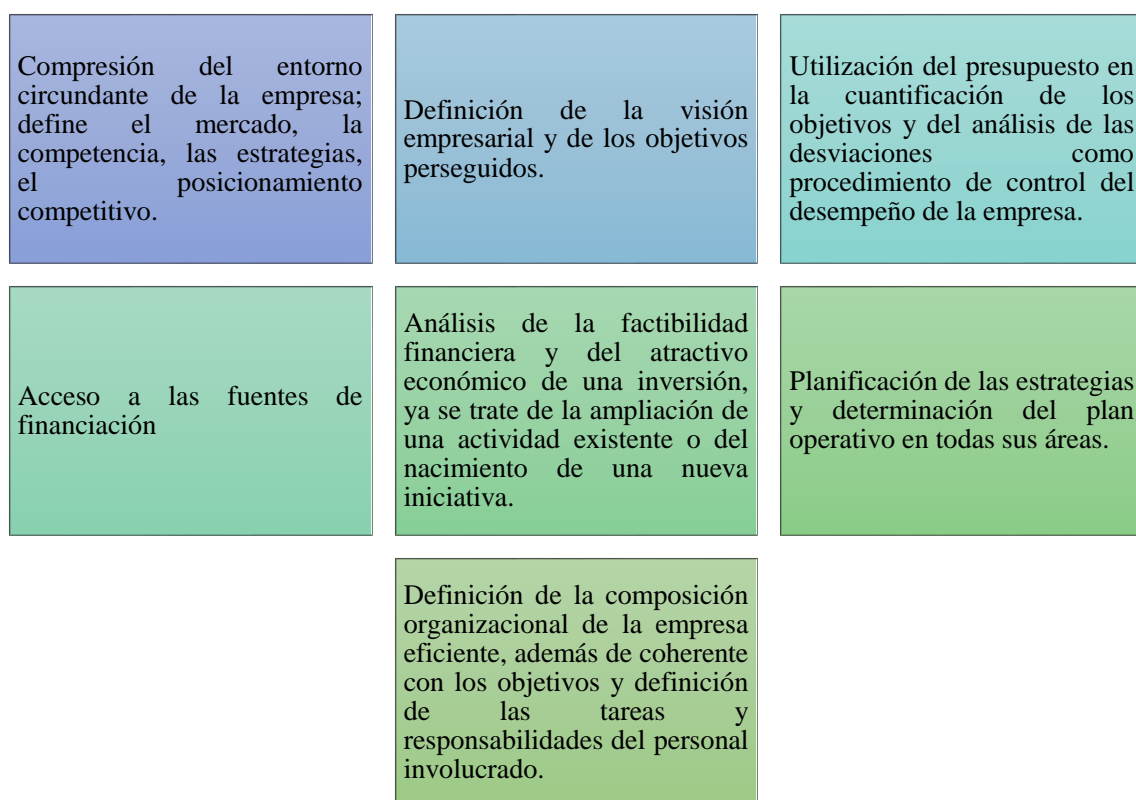 Compresión del entorno
circundante de la empresa;
define el mercado, la
competencia, las estrategias,
el posicionamiento
competitivo.
Definición de la visión
empresarial y de los objetivos
perseguidos.
Utilización del presupuesto en
la cuantificación de los
objetivos y del análisis de las
desviaciones como
procedimiento de control del
desempeño de la empresa.
Acceso a las fuentes de
financiación
Análisis de la factibilidad
financiera y del atractivo
económico de una inversión,
ya se trate de la ampliación de
una actividad existente o del
nacimiento de una nueva
iniciativa.
Planificación de las estrategias
y determinación del plan
operativo en todas sus áreas.
Definición de la composición
organizacional de la empresa
eficiente, además de coherente
con los objetivos y definición
de las tareas y
responsabilidades del personal
involucrado.